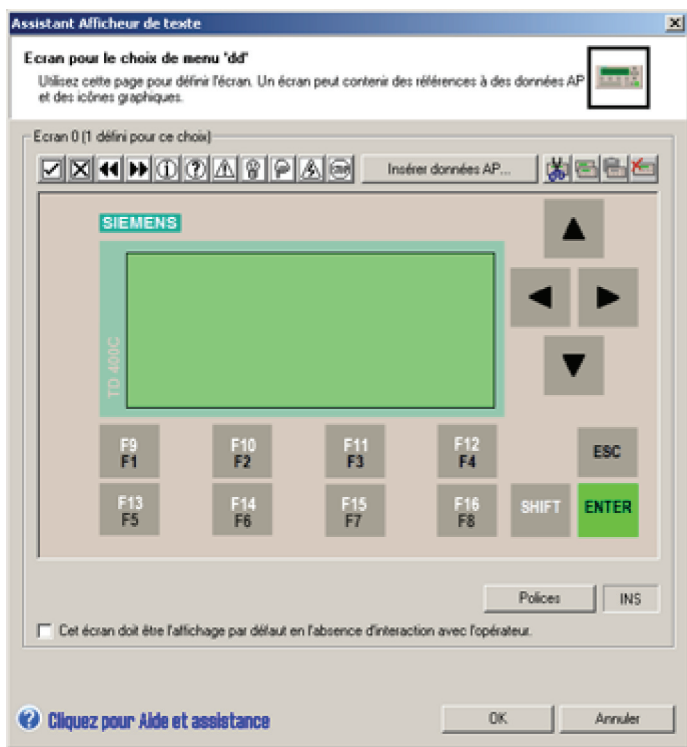 Assistant Afficheur de texte
Ecran pour le choix de menu 'dd'
Utilisez cette page pour définir l'écran. Un écran peut contenir des références à des données AP
et des icônes graphiques.
Ecran 0 (1 défini pour ce choix)
Insérer données AP...
SIEMENS
TD 400C
F9 F10 F11 F12
F1 F2 F3 F4 ESC
F13 F14 F15 F16
F5 F6 F7 F8 SHIFT ENTER
Polices INS
Cet écran doit être l'affichage par défaut en l'absence d'interaction avec l'opérateur.
Cliquez pour Aide et assistance OK Annuler